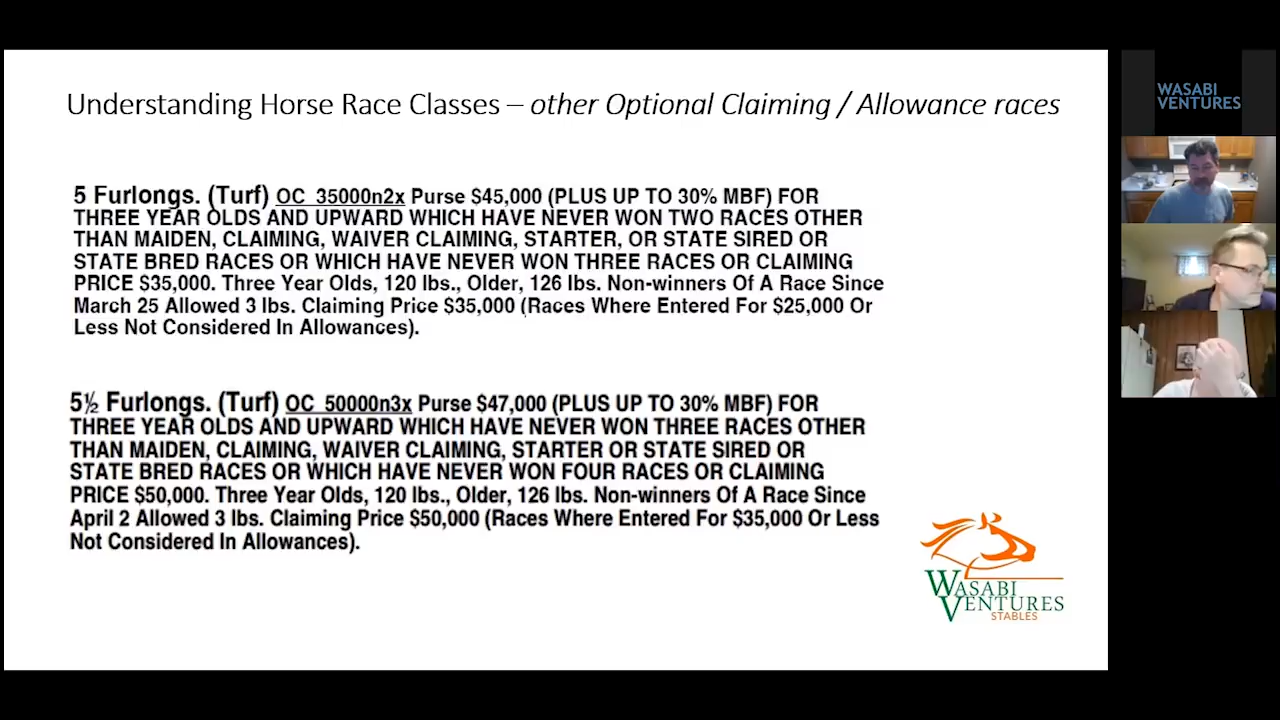 Understanding Horse Race Classes – other Optional Claiming / Allowance races
5 Furlongs. (Turf) OC 35000n2x Purse $45,000 (PLUS UP TO 30% MBF) FOR
THREE YEAR OLDS AND UPWARD WHICH HAVE NEVER WON TWO RACES OTHER
THAN MAIDEN, CLAIMING, WAIVER CLAIMING, STARTER, OR STATE SIRED OR
STATE BRED RACES OR WHICH HAVE NEVER WON THREE RACES OR CLAIMING
PRICE $35,000. Three Year Olds, 120 lbs., Older, 126 lbs. Non-winners Of A Race Since
March 25 Allowed 3 lbs. Claiming Price $35,000 (Races Where Entered For $25,000 Or
Less Not Considered In Allowances).
5½ Furlongs. (Turf) OC 50000n3x Purse $47,000 (PLUS UP TO 30% MBF) FOR
THREE YEAR OLDS AND UPWARD WHICH HAVE NEVER WON THREE RACES OTHER
THAN MAIDEN, CLAIMING, WAIVER CLAIMING, STARTER OR STATE SIRED OR
STATE BRED RACES OR WHICH HAVE NEVER WON FOUR RACES OR CLAIMING
PRICE $50,000. Three Year Olds, 120 lbs., Older, 126 lbs. Non-winners Of A Race Since
April 2 Allowed 3 lbs. Claiming Price $50,000 (Races Where Entered For $35,000 Or Less
Not Considered In Allowances).
WASABI
VENTURES
STABLES
WASABI
VENTURES